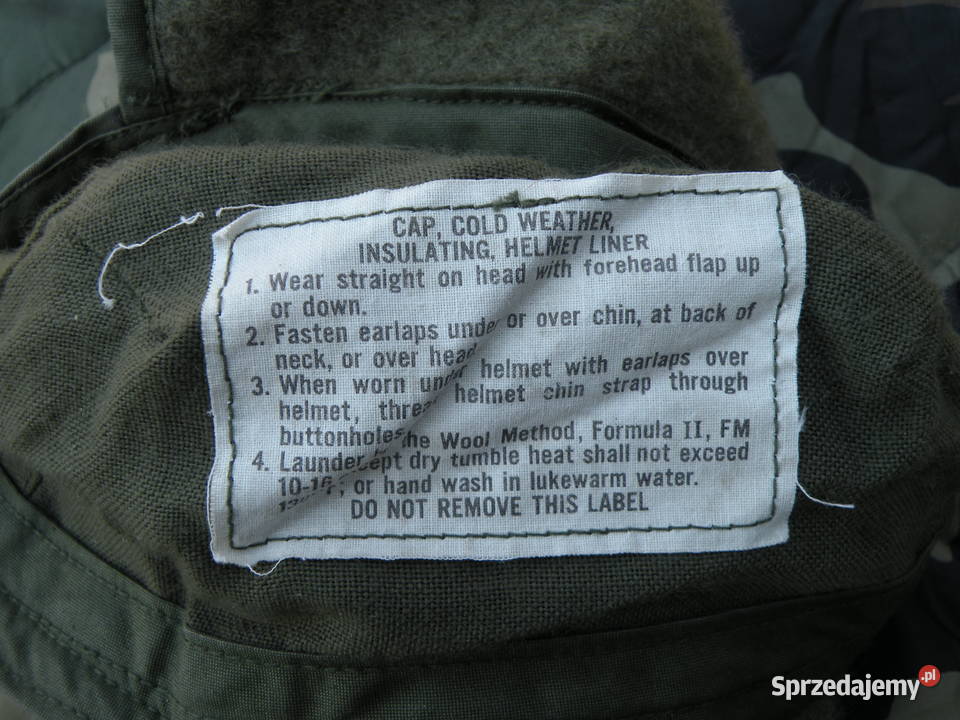 CAP, COLD WEATHER,
INSULATING, HELMET LINER
1. Wear straight on head with forehead flap up
or down.
2. Fasten earlaps under or over chin, at back of
neck, or over head
3. When worn under helmet with earlaps over
helmet, thread helmet chin strap through
buttonholes
4. Launder the Wool Method, Formula II, FM
10-16, ept dry tumble heat shall not exceed
or hand wash in lukewarm water.
DO NOT REMOVE THIS LABEL
Sprzedajemy.pl